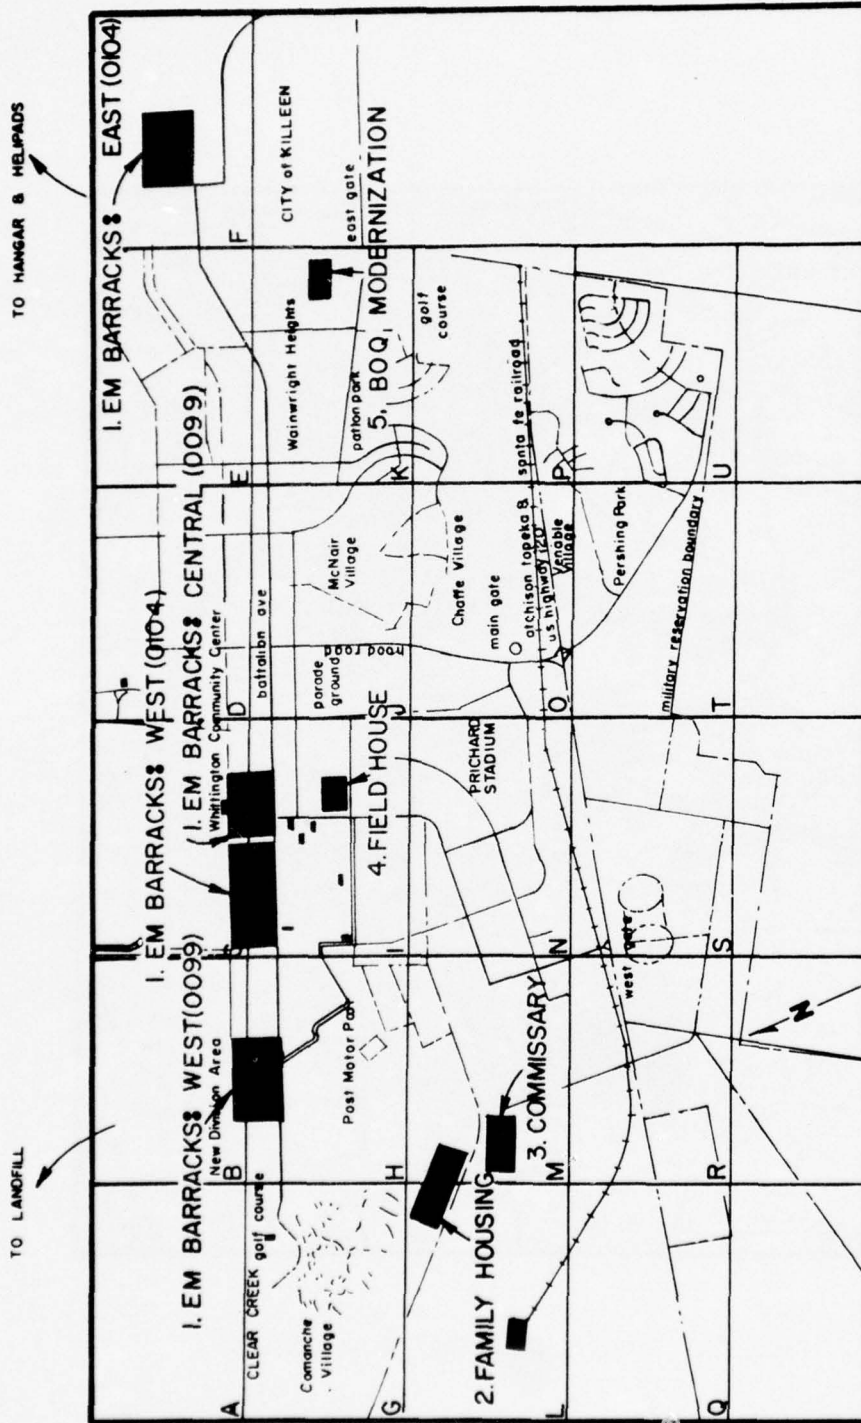 TO LANDFILL
TO HANGAR & HELIPADS
1. EM BARRACKS: EAST (0104)
1. EM BARRACKS: WEST (0104)
1. EM BARRACKS: CENTRAL (0099)
1. EM BARRACKS: WEST (0099)
New Division Area
Whittington Community Center
A
B
D
E
F
CLEAR CREEK golf course
battalion ave
CITY of KILLEEN
Comanche
Village
Post Motor Park
parade
ground
hood road
McNair
Village
Wainwright Heights
patton park
east gate
4. FIELD HOUSE
5. BOQ, MODERNIZATION
G
H
I
J
K
golf
course
Chaffe Village
main gate
PRICHARD
STADIUM
2. FAMILY HOUSING
3. COMMISSARY
atchison topeka & santa fe railroad
us highway 120
Venable
Village
L
M
N
O
P
Pershing Park
west gate
military reservation boundary
N
Q
R
S
T
U